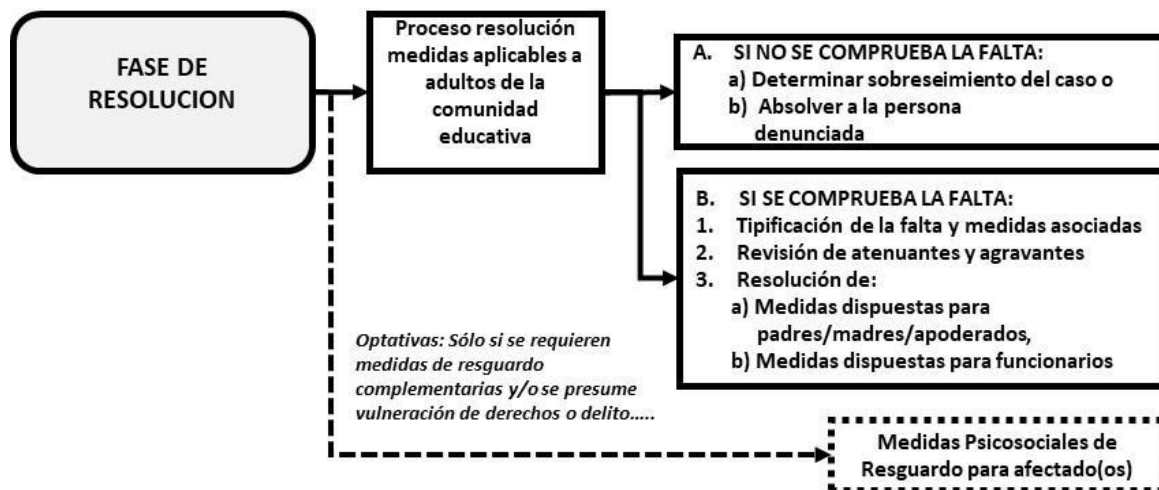 FASE DE
RESOLUCION
Proceso resolución
medidas aplicables a
adultos de la
comunidad
educativa
A. SI NO SE COMPRUEBA LA FALTA:
a) Determinar sobreseimiento del caso o
b) Absolver a la persona
denunciada
B. SI SE COMPRUEBA LA FALTA:
1. Tipificación de la falta y medidas asociadas
2. Revisión de atenuantes y agravantes
3. Resolución de:
a) Medidas dispuestas para
padres/madres/apoderados,
b) Medidas dispuestas para funcionarios
Optativas: Sólo si se requieren
medidas de resguardo
complementarias y/o se presume
vulneración de derechos o delito.....
Medidas Psicosociales de
Resguardo para afectado(os)